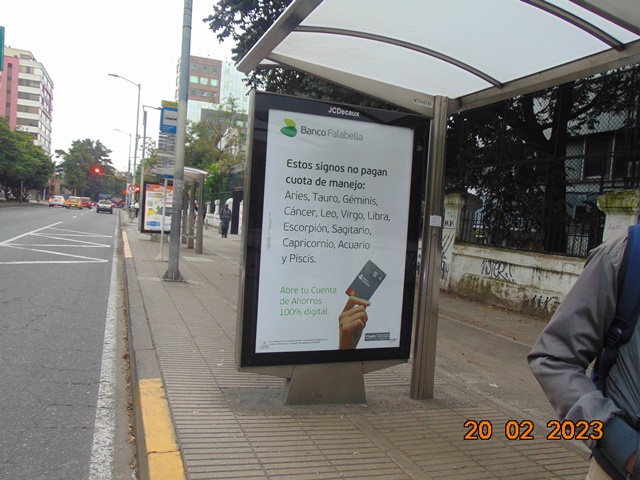 JCDecaux
Banco Falabella
Estos signos no pagan
cuota de manejo:
Aries, Tauro, Géminis,
Cáncer, Leo, Virgo, Libra,
Escorpión, Sagitario,
Capricornio, Acuario
y Piscis.
Abre tu Cuenta
de Ahorros
100% digital.
20 02 2023